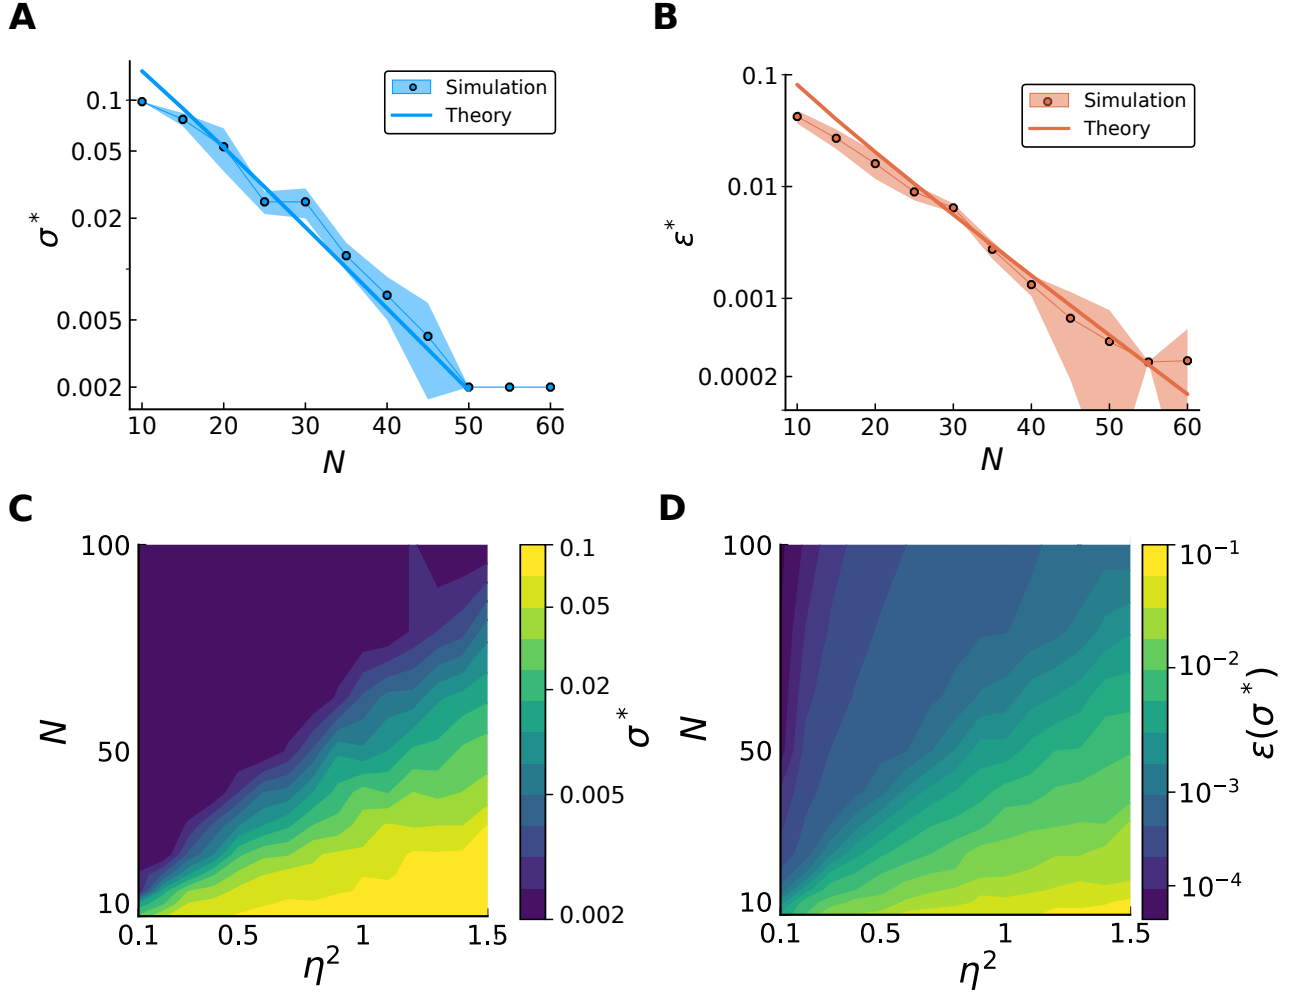 A
σ*
0.1
0.05
0.02
0.005
0.002
Simulation
Theory
10 20 30 40 50 60
N
B
ε*
0.1
0.01
0.001
0.0002
Simulation
Theory
10 20 30 40 50 60
N
C
N
100
50
10
0.1 0.5 1 1.5
η²
0.1
0.05
0.02
0.005
0.002
σ*
D
N
100
50
10
0.1 0.5 1 1.5
η²
10⁻¹
10⁻²
10⁻³
10⁻⁴
ε(σ*)